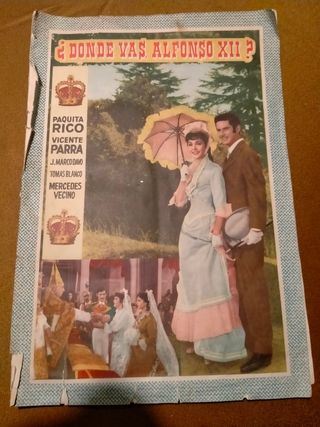 ¿DONDE VAS, ALFONSO XII?
PAQUITA
RICO
VICENTE
PARRA
J. MARCO DAVO
TOMAS BLANCO
MERCEDES
VECINO